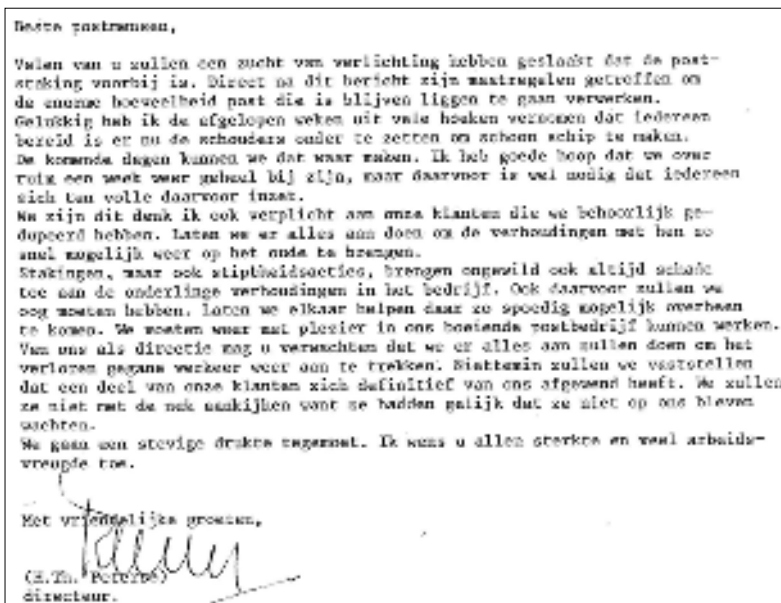 Beste postmensen,
Velen van u zullen een zucht van verlichting hebben geslaakt dat de post-
staking voorbij is. Direct na dit bericht zijn maatregelen getroffen om
de enorme hoeveelheid post die is blijven liggen te gaan verwerken.
Gelukkig heb ik de afgelopen weken uit vele hoeken vernomen dat iedereen
bereid is er nu de schouders onder te zetten om schoon schip te maken.
De komende dagen kunnen we dat waar maken. Ik heb goede hoop dat we over
ruim een week weer geheel bij zijn, maar daarvoor is wel nodig dat iedereen
zich ten volle daarvoor inzet.
We zijn dit denk ik ook verplicht aan onze klanten die we behoorlijk ge-
dupeerd hebben. Laten we er alles aan doen om de verhoudingen met hen zo
snel mogelijk weer op het oude te brengen.
Stakingen, maar ook stiptheidsacties, brengen ongewild ook altijd schade
toe aan de onderlinge verhoudingen in het bedrijf. Ook daarvoor zullen we
oog moeten hebben. Laten we elkaar helpen daar zo spoedig mogelijk overheen
te komen. We moeten weer met plezier in ons boeiende postbedrijf kunnen werken.
Van ons als directie mag u verwachten dat we er alles aan zullen doen om het
verloren gegane verkeer weer aan te trekken. Niettemin zullen we vaststellen
dat een deel van onze klanten zich definitief van ons afgewend heeft. We zullen
ze niet met de nek aankijken want ze hadden gelijk dat ze niet op ons bleven
wachten.
We gaan een stevige drukte tegemoet. Ik wens u allen sterkte en veel arbeids-
vreugde toe.
Met vriendelijke groeten,
(H.Th.
directeur.